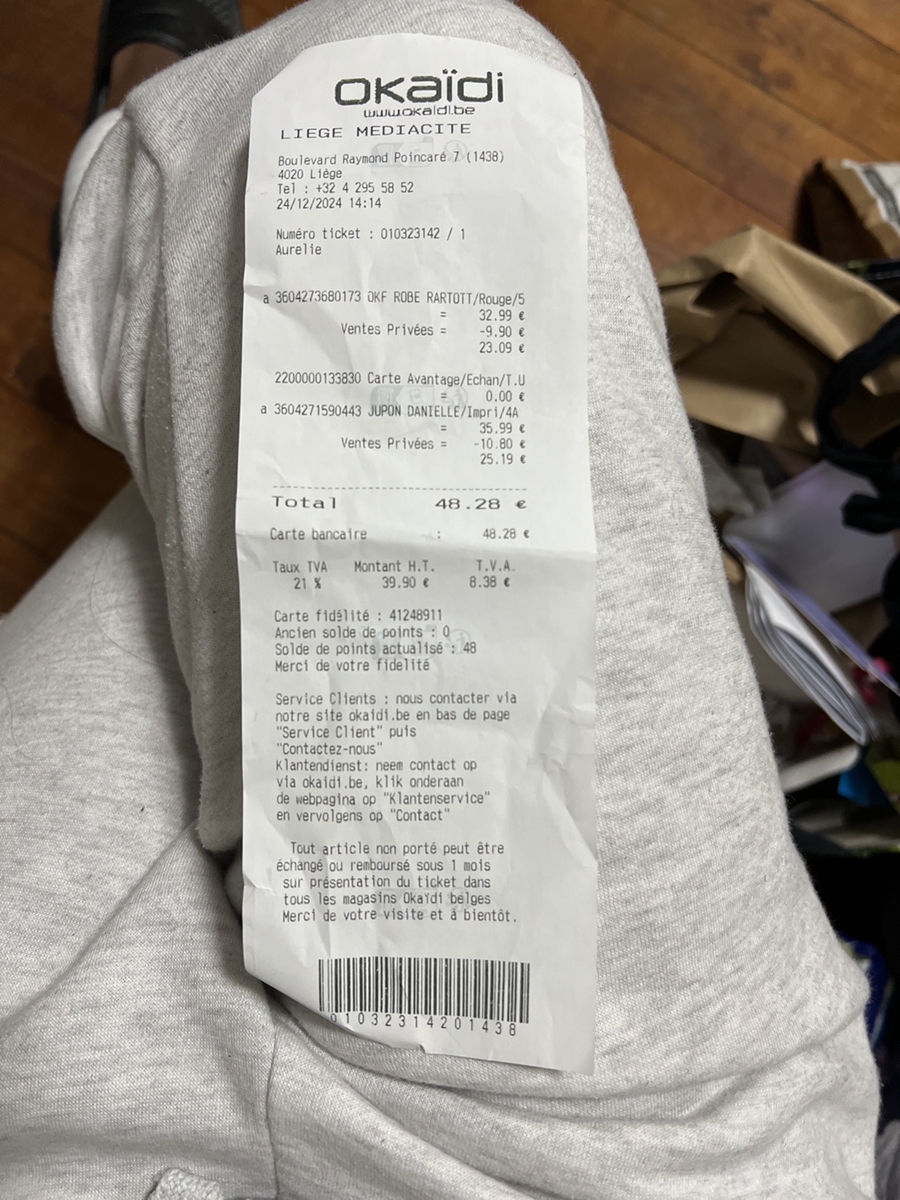 okaïdi
www.okaidi.be
LIEGE MEDIACITE
Boulevard Raymond Poincaré 7 (1438)
4020 Liége
Tel : +32 4 295 58 52
24/12/2024 14:14
Numéro ticket : 010323142 / 1
Aurelie
a 3604273680173 OKF ROBE RARTOTT/Rouge/5
= 32.99 €
Ventes Privées = -9.90 €
23.09 €
2200000133830 Carte Avantage/Echan/T.U
= 0.00 €
a 3604271590443 JUPON DANIELLE/Impri/4A
= 35.99 €
Ventes Privées = -10.80 €
25.19 €
Total 48.28 €
Carte bancaire : 48.28 €
Taux TVA Montant H.T. T.V.A.
21 % 39.90 € 8.38 €
Carte fidélité : 41248911
Ancien solde de points : 0
Solde de points actualisé : 48
Merci de votre fidelité
Service Clients : nous contacter via
notre site okaidi.be en bas de page
"Service Client" puis
"Contactez-nous"
Klantendienst: neem contact op
via okaidi.be, klik onderaan
de webpagina op "Klantenservice"
en vervolgens op "Contact"
Tout article non porté peut être
échangé ou remboursé sous 1 mois
sur présentation du ticket dans
tous les magasins Okaïdi belges
Merci de votre visite et à bientôt.
01032314201438